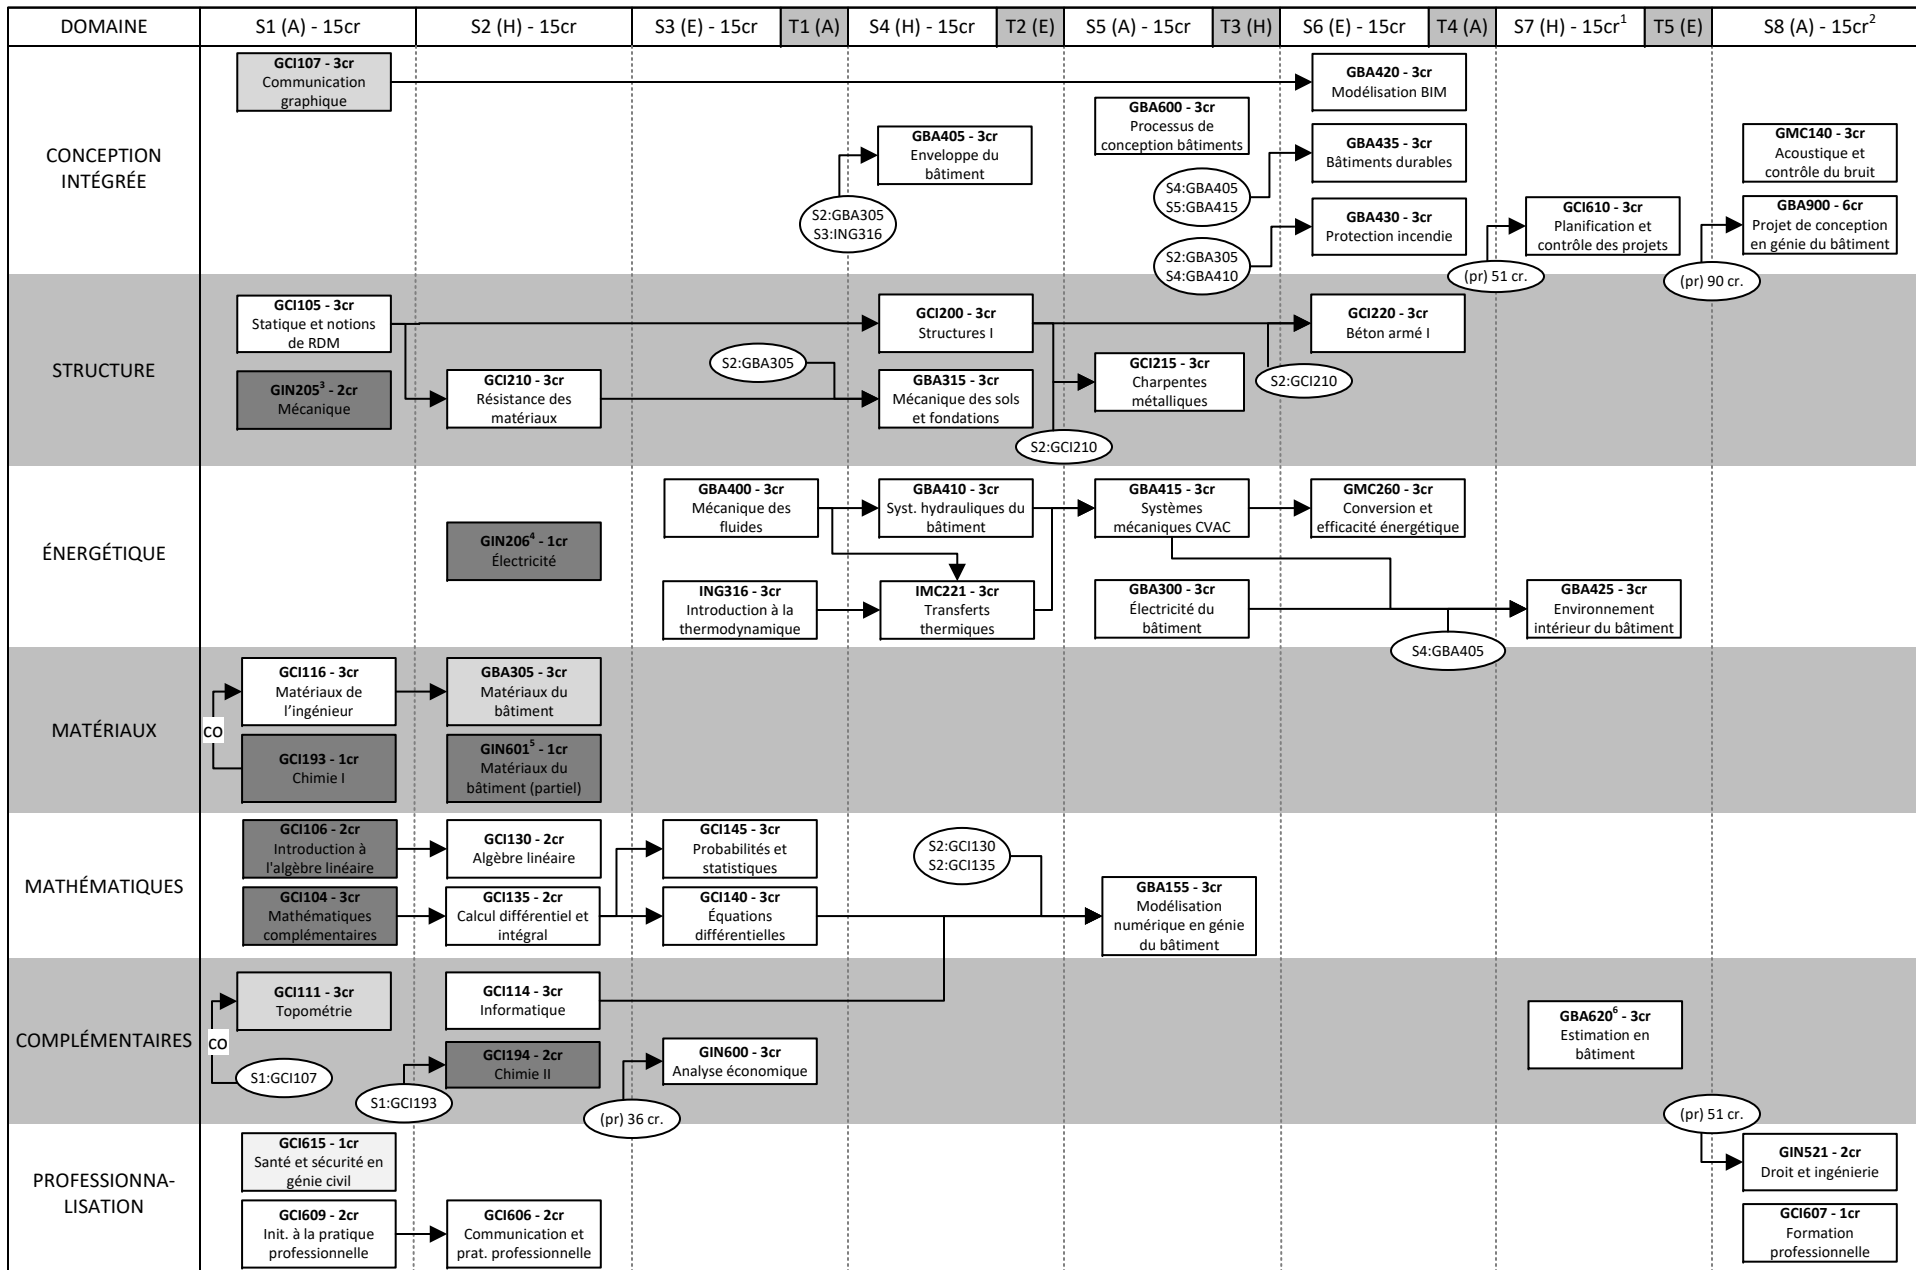 DOMAINE
S1 (A) - 15cr
S2 (H) - 15cr
S3 (E) - 15cr
T1 (A)
S4 (H) - 15cr
T2 (E)
S5 (A) - 15cr
T3 (H)
S6 (E) - 15cr
T4 (A)
S7 (H) - 15cr¹
T5 (E)
S8 (A) - 15cr²
CONCEPTION
INTÉGRÉE
GCI107 - 3cr
Communication
graphique
GBA405 - 3cr
Enveloppe du
bâtiment
S2:GBA305
S3:ING316
GBA600 - 3cr
Processus de
conception bâtiments
S4:GBA405
S5:GBA415
S2:GBA305
S4:GBA410
GBA420 - 3cr
Modélisation BIM
GBA435 - 3cr
Bâtiments durables
GBA430 - 3cr
Protection incendie
(pr) 51 cr.
GCI610 - 3cr
Planification et
contrôle des projets
(pr) 90 cr.
GMC140 - 3cr
Acoustique et
contrôle du bruit
GBA900 - 6cr
Projet de conception
en génie du bâtiment
STRUCTURE
GCI105 - 3cr
Statique et notions
de RDM
GIN205³ - 2cr
Mécanique
GCI210 - 3cr
Résistance des
matériaux
S2:GBA305
GCI200 - 3cr
Structures I
GBA315 - 3cr
Mécanique des sols
et fondations
S2:GCI210
GCI215 - 3cr
Charpentes
métalliques
S2:GCI210
GCI220 - 3cr
Béton armé I
ÉNERGÉTIQUE
GIN206⁴ - 1cr
Électricité
GBA400 - 3cr
Mécanique des
fluides
ING316 - 3cr
Introduction à la
thermodynamique
GBA410 - 3cr
Syst. hydrauliques du
bâtiment
IMC221 - 3cr
Transferts
thermiques
GBA415 - 3cr
Systèmes
mécaniques CVAC
GBA300 - 3cr
Électricité du
bâtiment
GMC260 - 3cr
Conversion et
efficacité énergétique
S4:GBA405
GBA425 - 3cr
Environnement
intérieur du bâtiment
MATÉRIAUX
co
GCI116 - 3cr
Matériaux de
l’ingénieur
GCI193 - 1cr
Chimie I
GBA305 - 3cr
Matériaux du
bâtiment
GIN601⁵ - 1cr
Matériaux du
bâtiment (partiel)
MATHÉMATIQUES
GCI106 - 2cr
Introduction à
l'algèbre linéaire
GCI104 - 3cr
Mathématiques
complémentaires
GCI130 - 2cr
Algèbre linéaire
GCI135 - 2cr
Calcul différentiel et
intégral
GCI145 - 3cr
Probabilités et
statistiques
GCI140 - 3cr
Équations
différentielles
S2:GCI130
S2:GCI135
GBA155 - 3cr
Modélisation
numérique en génie
du bâtiment
COMPLÉMENTAIRES
co
GCI111 - 3cr
Topométrie
S1:GCI107
S1:GCI193
GCI114 - 3cr
Informatique
GCI194 - 2cr
Chimie II
(pr) 36 cr.
GIN600 - 3cr
Analyse économique
GBA620⁶ - 3cr
Estimation en
bâtiment
(pr) 51 cr.
PROFESSIONNA-
LISATION
GCI615 - 1cr
Santé et sécurité en
génie civil
GCI609 - 2cr
Init. à la pratique
professionnelle
GCI606 - 2cr
Communication et
prat. professionnelle
GIN521 - 2cr
Droit et ingénierie
GCI607 - 1cr
Formation
professionnelle